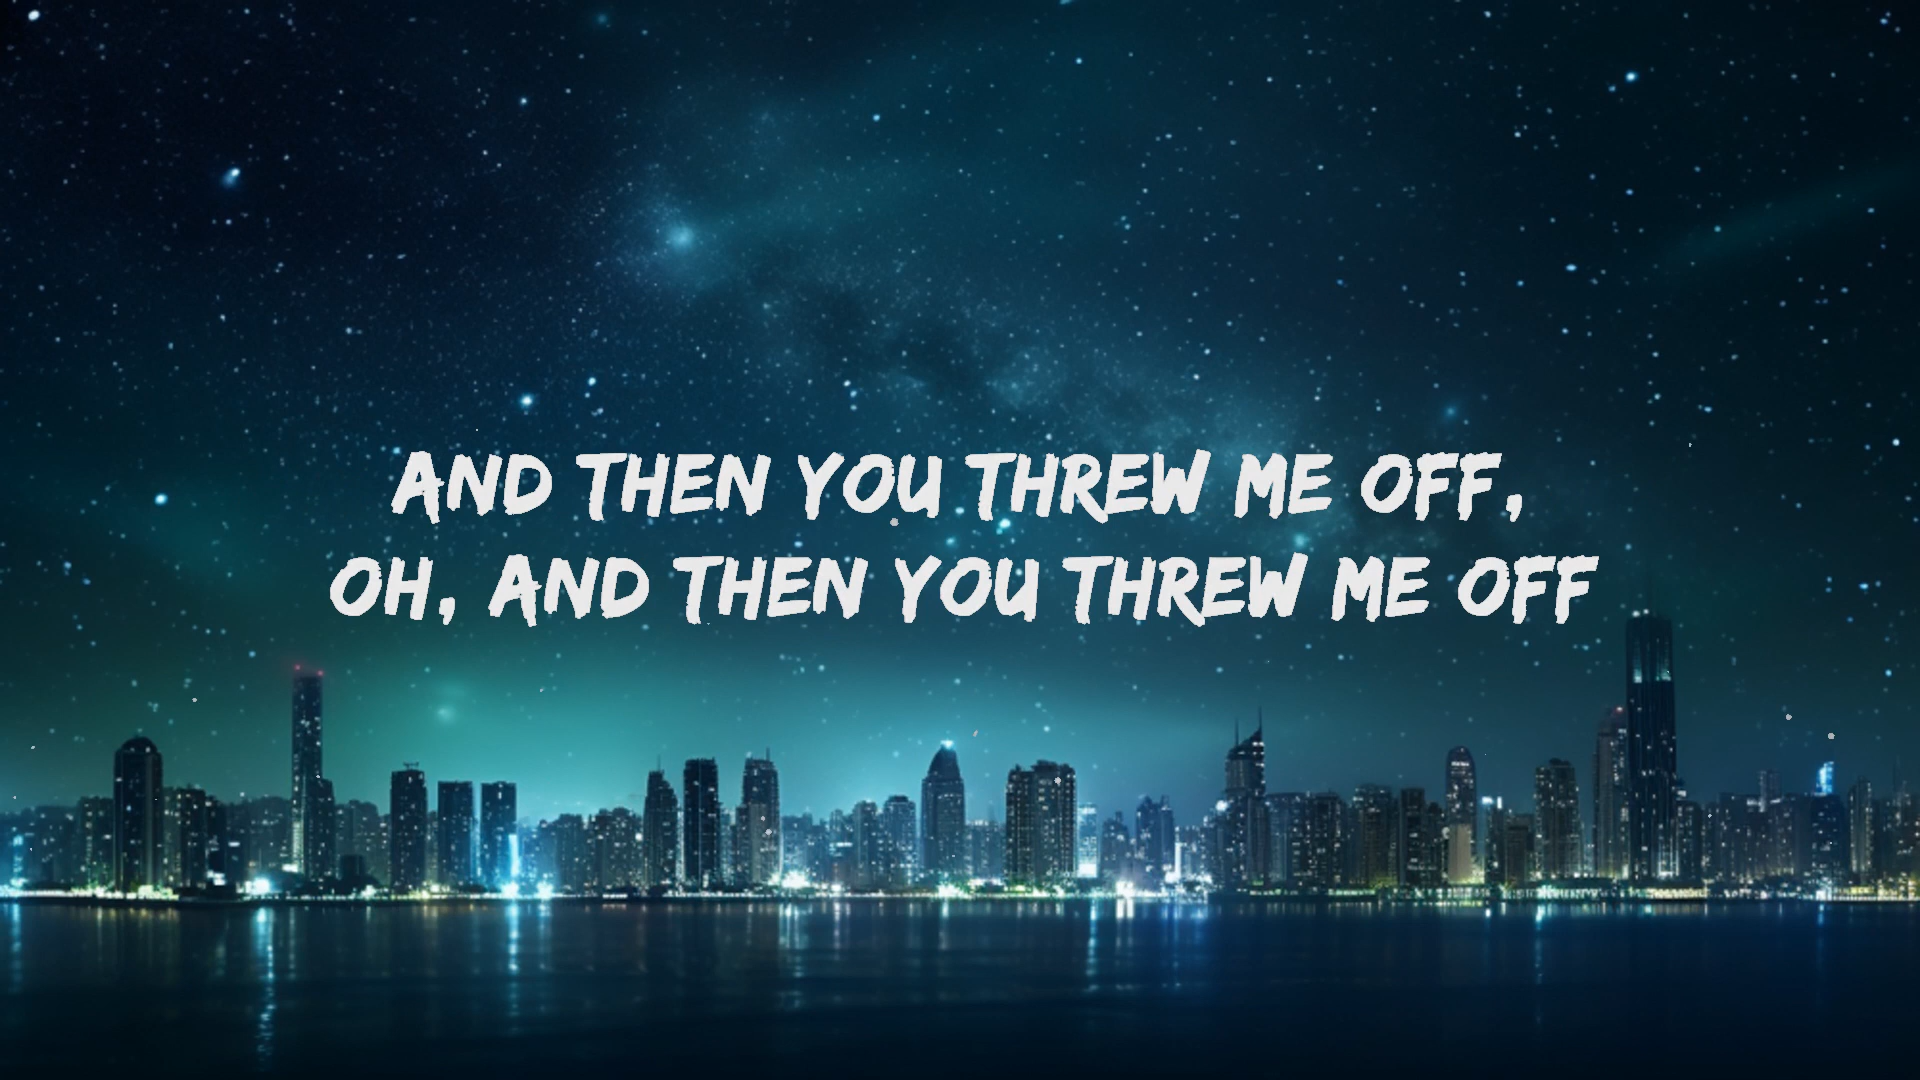 AND THEN YOU THREW ME OFF,
OH, AND THEN YOU THREW ME OFF